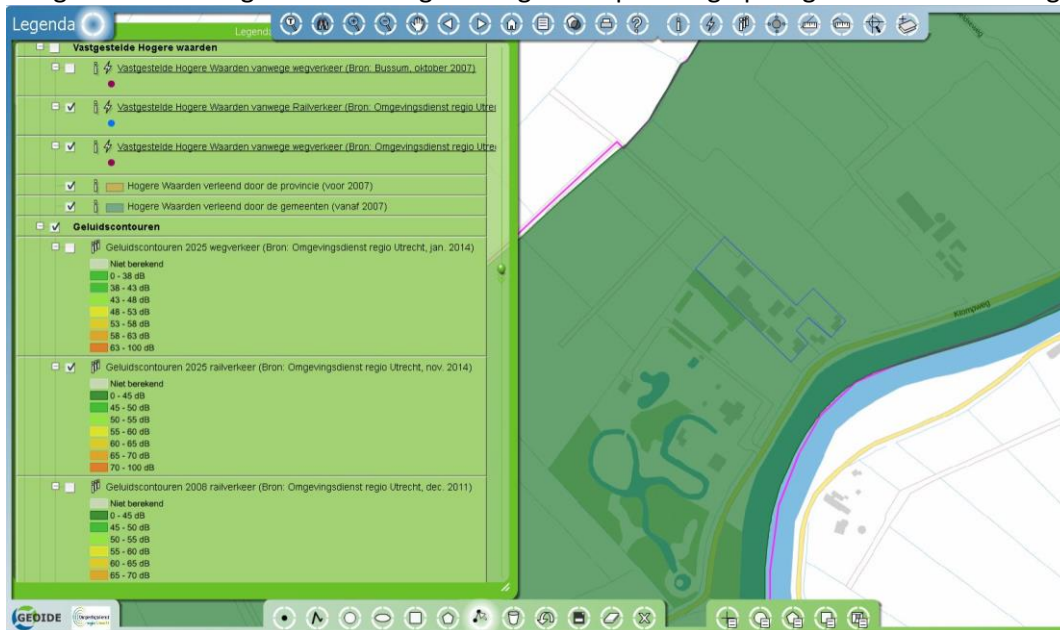 Legenda
Legenda
Vastgestelde Hogere waarden
Vastgestelde Hogere Waarden vanwege wegverkeer (Bron: Bussum, oktober 2007)
Vastgestelde Hogere Waarden vanwege Railverkeer (Bron: Omgevingsdienst regio Utre
Vastgestelde Hogere Waarden vanwege wegverkeer (Bron: Omgevingsdienst regio Utre
Hogere Waarden verleend door de provincie (voor 2007)
Hogere Waarden verleend door de gemeenten (vanaf 2007)
Geluidscontouren
Geluidscontouren 2025 wegverkeer (Bron: Omgevingsdienst regio Utrecht, jan. 2014)
Niet berekend
0 - 38 dB
38 - 43 dB
43 - 48 dB
48 - 53 dB
53 - 58 dB
58 - 63 dB
63 - 100 dB
Geluidscontouren 2025 railverkeer (Bron: Omgevingsdienst regio Utrecht, nov. 2014)
Niet berekend
0 - 45 dB
45 - 50 dB
50 - 55 dB
55 - 60 dB
60 - 65 dB
65 - 70 dB
70 - 100 dB
Geluidscontouren 2008 railverkeer (Bron: Omgevingsdienst regio Utrecht, dec. 2011)
Niet berekend
0 - 45 dB
45 - 50 dB
50 - 55 dB
55 - 60 dB
60 - 65 dB
65 - 70 dB
Klompweg
GEOIDE